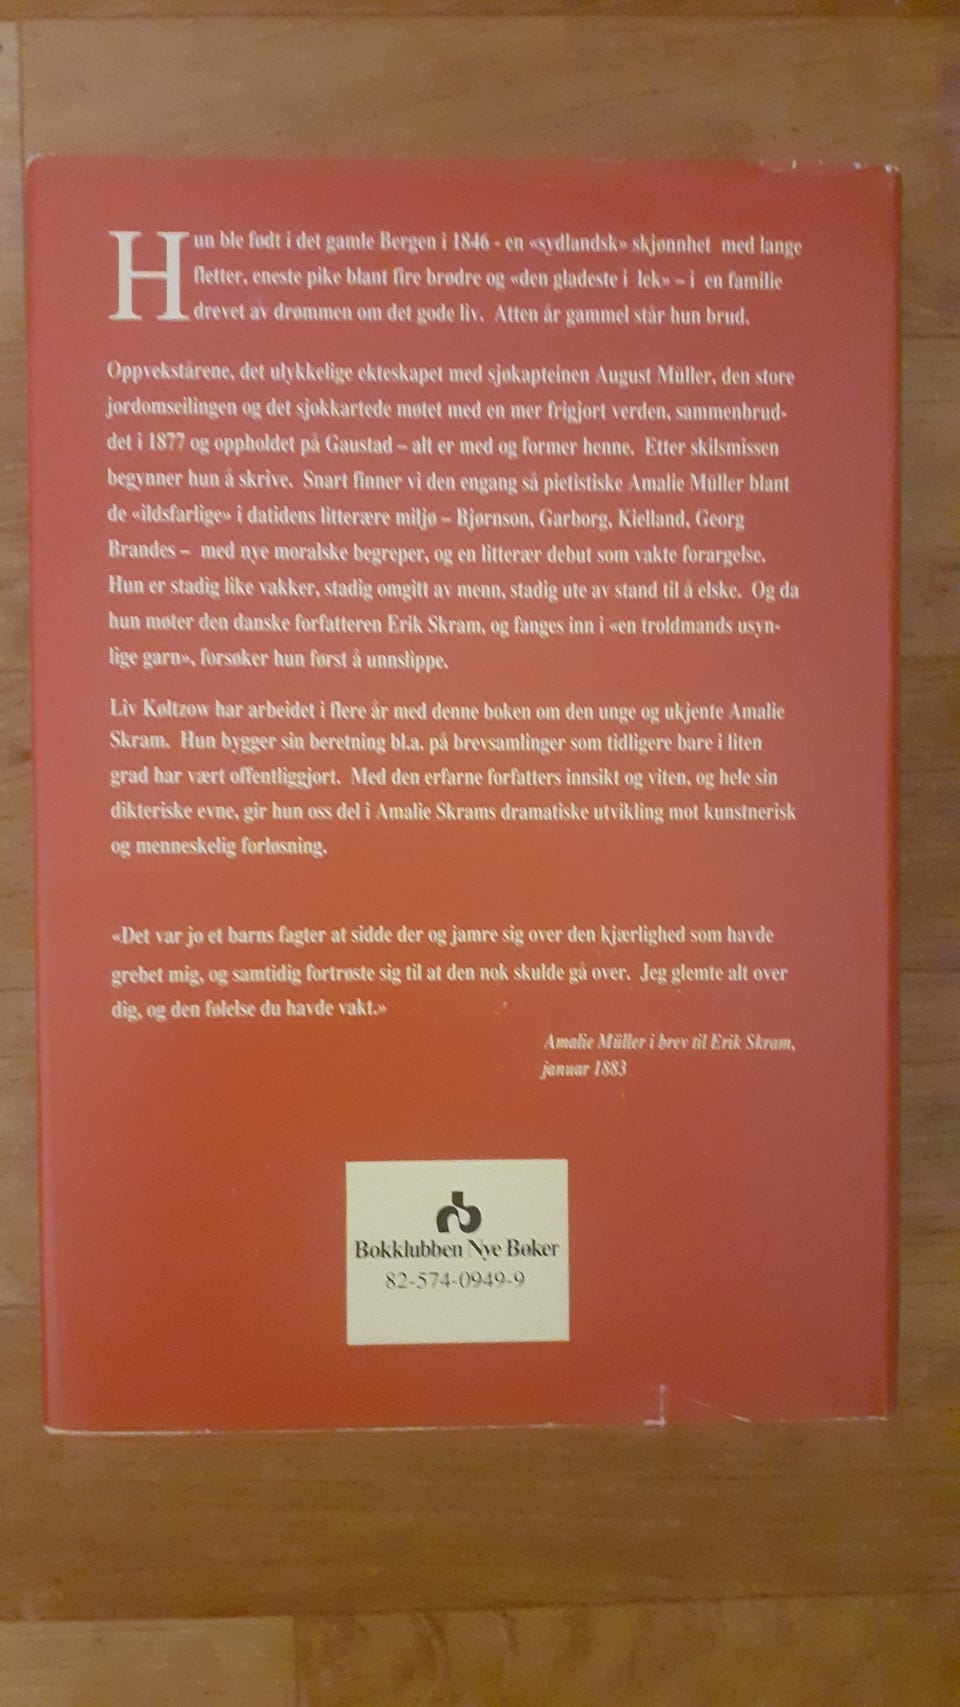 Hun ble født i det gamle Bergen i 1846 - en «sydlandsk» skjønnhet med lange
fletter, eneste pike blant fire brødre og «den gladeste i lek» – i en familie
drevet av drømmen om det gode liv. Atten år gammel står hun brud.
Oppvekstårene, det ulykkelige ekteskapet med sjøkapteinen August Müller, den store
jordomseilingen og det sjokkartede møtet med en mer frigjort verden, sammenbrud-
det i 1877 og oppholdet på Gaustad – alt er med og former henne. Etter skilsmissen
begynner hun å skrive. Snart finner vi den engang så pietistiske Amalie Müller blant
de «ildsfarlige» i datidens litterære miljø – Bjørnson, Garborg, Kielland, Georg
Brandes – med nye moralske begreper, og en litterær debut som vakte forargelse.
Hun er stadig like vakker, stadig omgitt av menn, stadig ute av stand til å elske. Og da
hun møter den danske forfatteren Erik Skram, og fanges inn i «en troldmands usyn-
lige garn», forsøker hun først å unnslippe.
Liv Køltzow har arbeidet i flere år med denne boken om den unge og ukjente Amalie
Skram. Hun bygger sin beretning bl.a. på brevsamlinger som tidligere bare i liten
grad har vært offentliggjort. Med den erfarne forfatters innsikt og viten, og hele sin
dikteriske evne, gir hun oss del i Amalie Skrams dramatiske utvikling mot kunstnerisk
og menneskelig forløsning.
«Det var jo et barns fagter at sidde der og jamre sig over den kjærlighed som havde
grebet mig, og samtidig fortrøste sig til at den nok skulde gå over. Jeg glemte alt over
dig, og den følelse du havde vakt.»
Amalie Müller i brev til Erik Skram,
januar 1883
Bokklubben Nye Bøker
82-574-0949-9